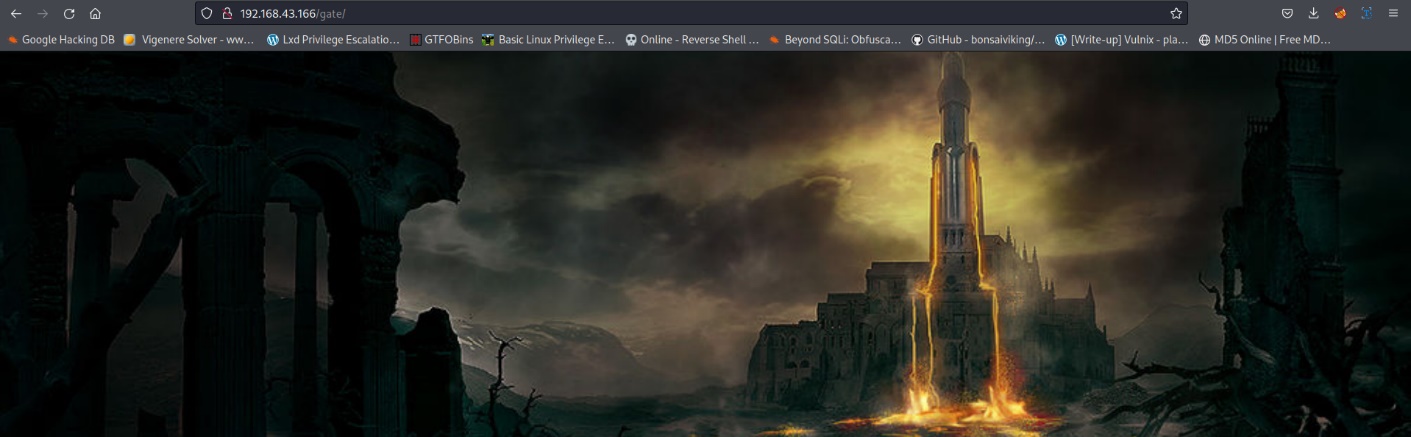 192.168.43.166/gate/
Google Hacking DB Vigenere Solver - ww… Lxd Privilege Escalatio… GTFOBins Basic Linux Privilege E… Online - Reverse Shell … Beyond SQLi: Obfusca… GitHub - bonsaiviking/… [Write-up] Vulnix - pla… MD5 Online | Free MD…